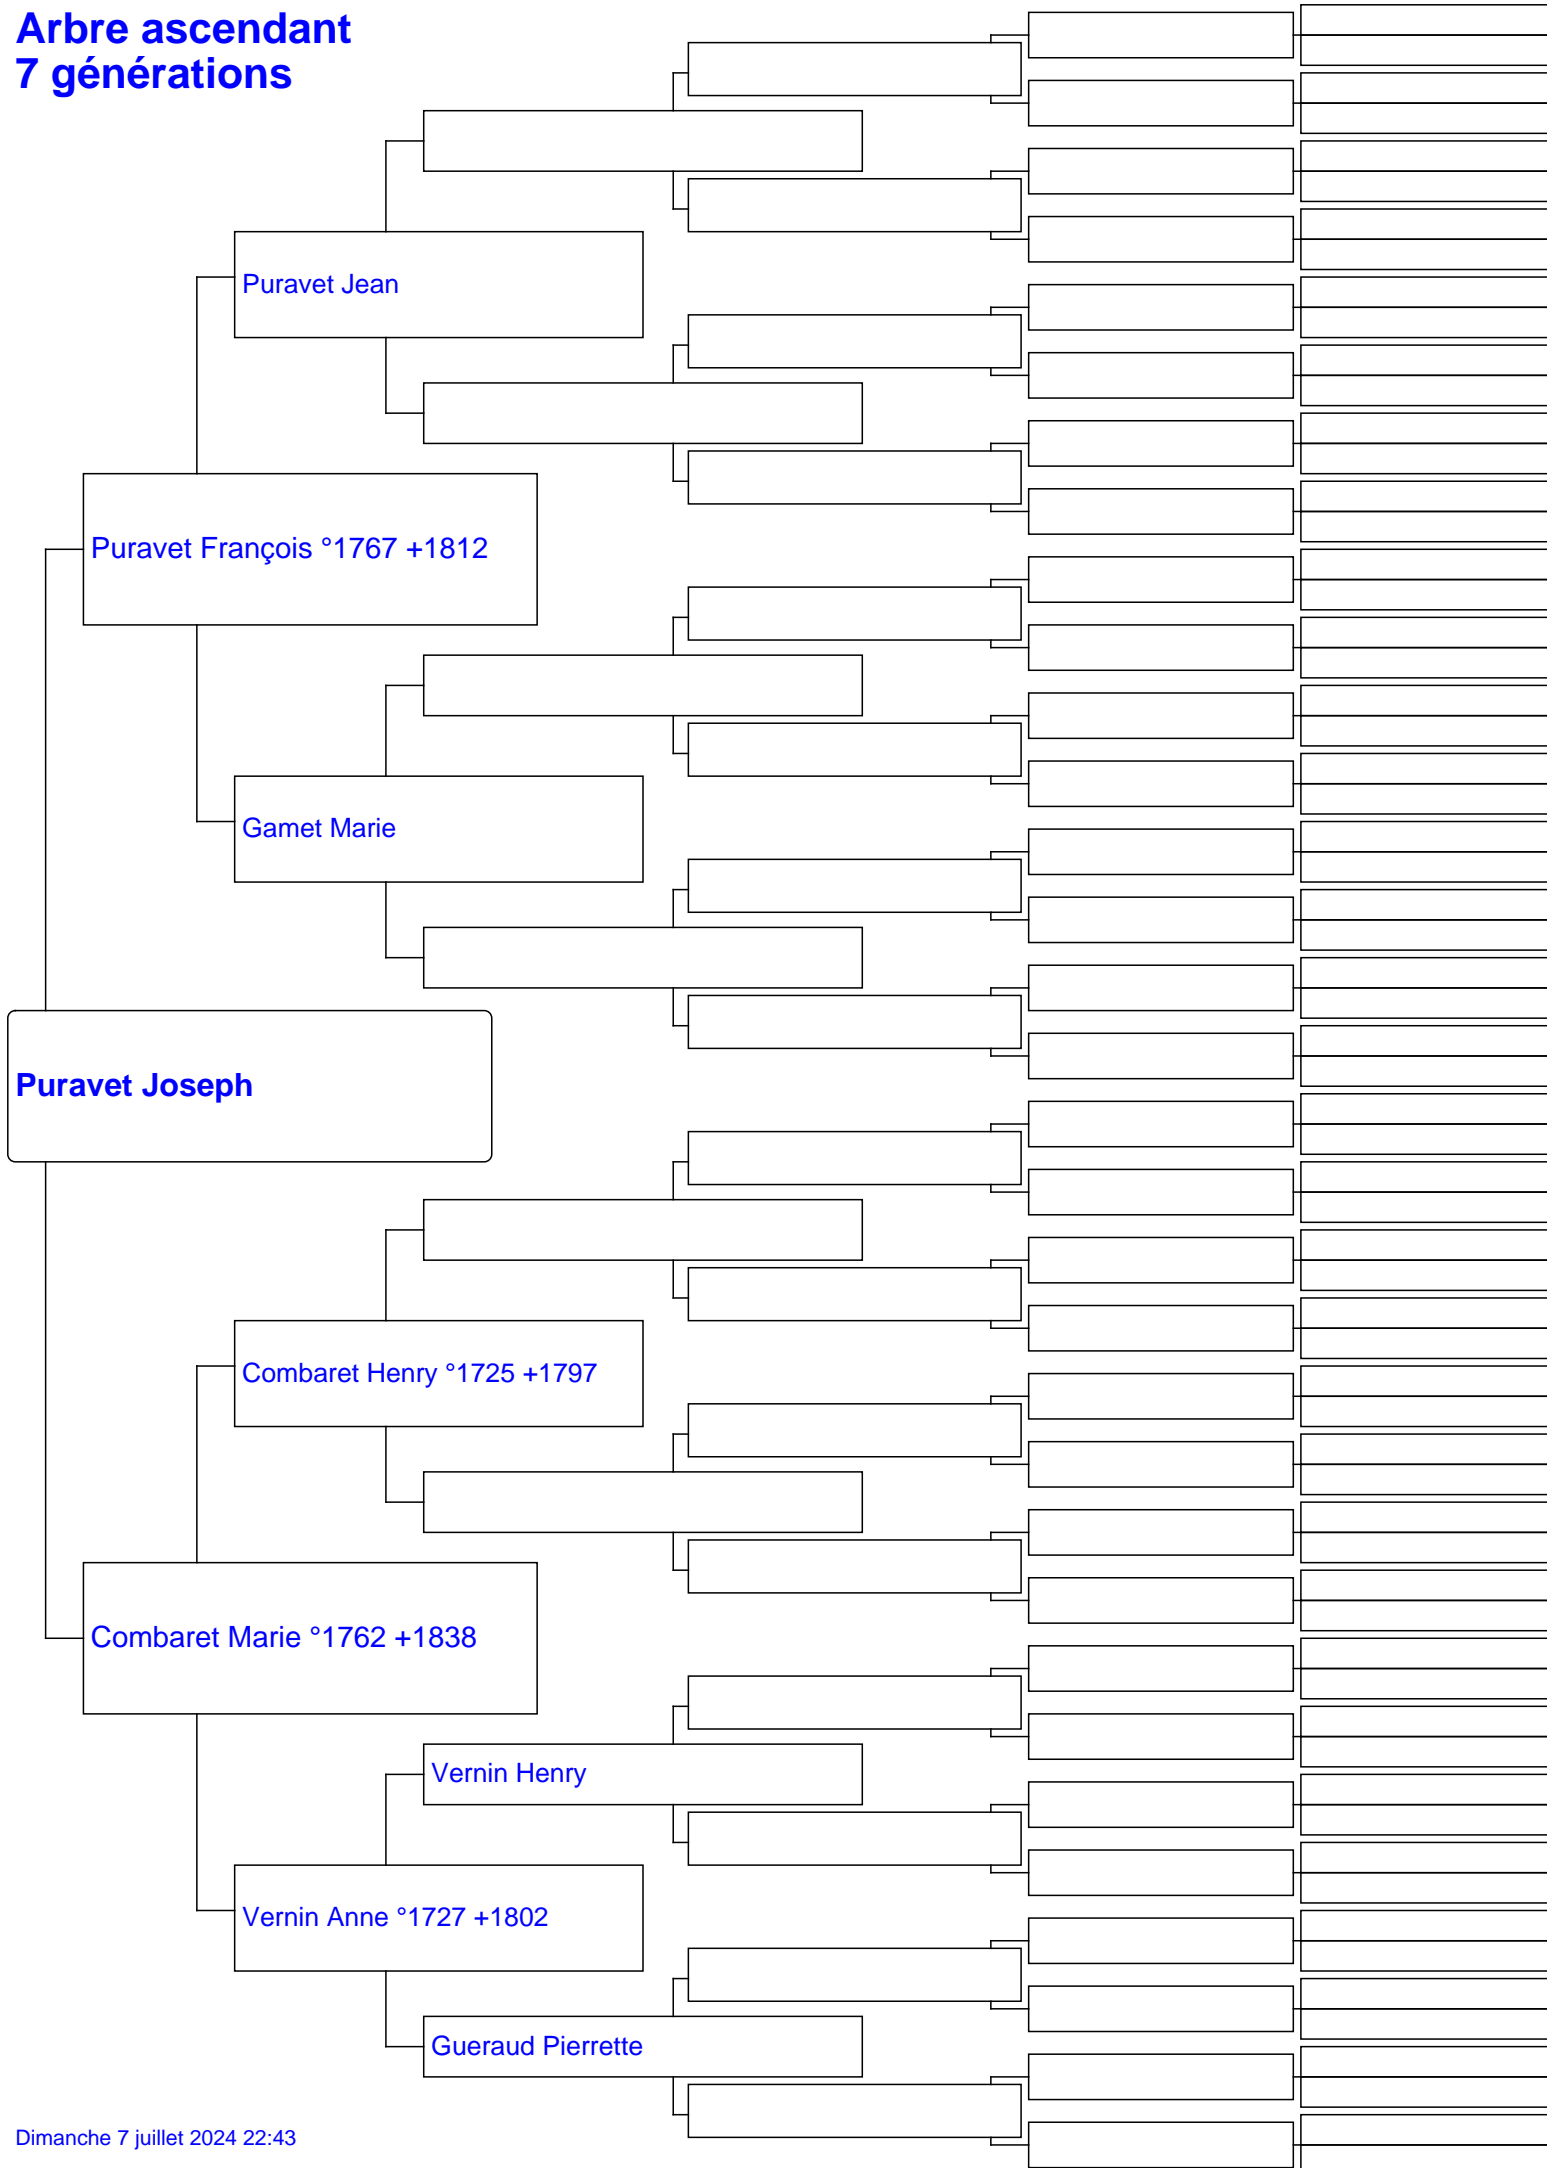 Arbre ascendant
7 générations
Puravet Jean
Puravet François °1767 +1812
Gamet Marie
Puravet Joseph
Combaret Henry °1725 +1797
Combaret Marie °1762 +1838
Vernin Henry
Vernin Anne °1727 +1802
Gueraud Pierrette
Dimanche 7 juillet 2024 22:43